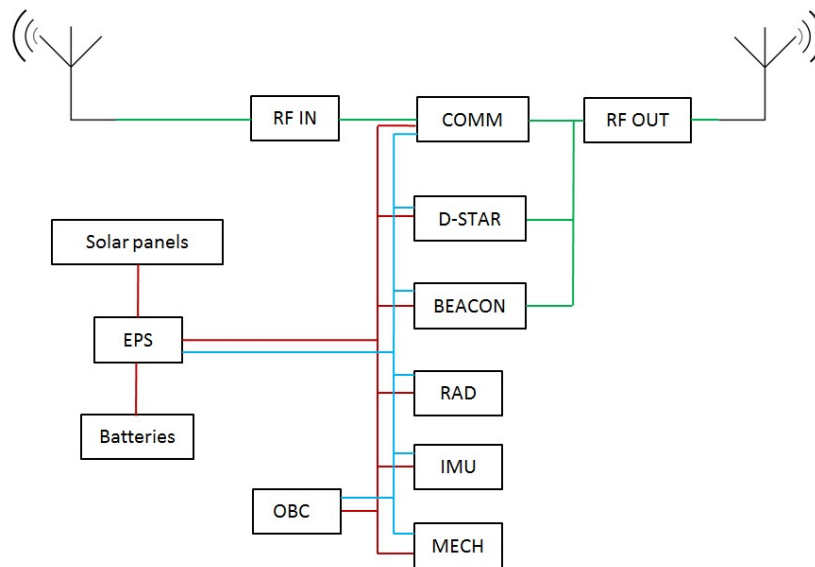 RF IN
COMM
RF OUT
D-STAR
Solar panels
BEACON
EPS
RAD
Batteries
IMU
OBC
MECH